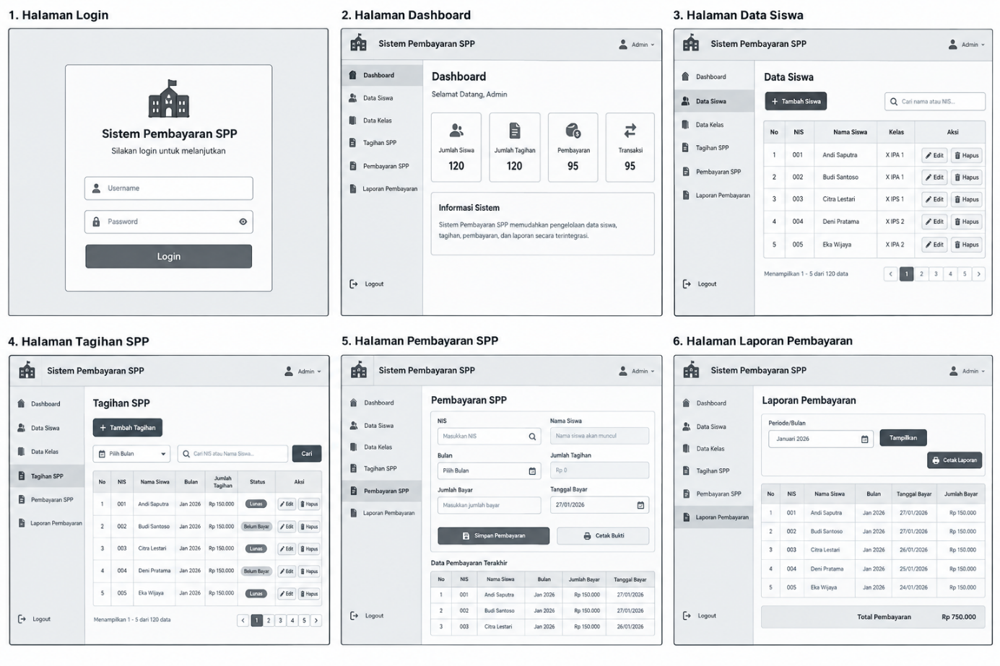 1. Halaman Login
Sistem Pembayaran SPP
Silakan login untuk melanjutkan
Username
Password
Login
2. Halaman Dashboard
Sistem Pembayaran SPP
Admin
Dashboard
Data Siswa
Data Kelas
Tagihan SPP
Pembayaran SPP
Laporan Pembayaran
Logout
Dashboard
Selamat Datang, Admin
Jumlah Siswa
120
Jumlah Tagihan
120
Pembayaran
95
Transaksi
95
Informasi Sistem
Sistem Pembayaran SPP memudahkan pengelolaan data siswa,
tagihan, pembayaran, dan laporan secara terintegrasi.
3. Halaman Data Siswa
Sistem Pembayaran SPP
Admin
Dashboard
Data Siswa
Data Kelas
Tagihan SPP
Pembayaran SPP
Laporan Pembayaran
Logout
Data Siswa
+ Tambah Siswa
Cari nama atau NIS...
No NIS Nama Siswa Kelas Aksi
1 001 Andi Saputra X IPA 1 Edit Hapus
2 002 Budi Santoso X IPA 1 Edit Hapus
3 003 Citra Lestari X IPS 1 Edit Hapus
4 004 Deni Pratama X IPS 2 Edit Hapus
5 005 Eka Wijaya X IPA 2 Edit Hapus
Menampilkan 1 - 5 dari 120 data
< 1 2 3 4 5 >
4. Halaman Tagihan SPP
Sistem Pembayaran SPP
Admin
Dashboard
Data Siswa
Data Kelas
Tagihan SPP
Pembayaran SPP
Laporan Pembayaran
Logout
Tagihan SPP
+ Tambah Tagihan
Pilih Bulan
Cari NIS atau Nama Siswa...
Cari
No NIS Nama Siswa Bulan Jumlah Tagihan Status Aksi
1 001 Andi Saputra Jan 2026 Rp 150.000 Lunas Edit Hapus
2 002 Budi Santoso Jan 2026 Rp 150.000 Belum Bayar Edit Hapus
3 003 Citra Lestari Jan 2026 Rp 150.000 Lunas Edit Hapus
4 004 Deni Pratama Jan 2026 Rp 150.000 Belum Bayar Edit Hapus
5 005 Eka Wijaya Jan 2026 Rp 150.000 Lunas Edit Hapus
Menampilkan 1 - 5 dari 120 data
< 1 2 3 4 5 >
5. Halaman Pembayaran SPP
Sistem Pembayaran SPP
Admin
Dashboard
Data Siswa
Data Kelas
Tagihan SPP
Pembayaran SPP
Laporan Pembayaran
Logout
Pembayaran SPP
NIS
Masukkan NIS
Nama Siswa
Nama siswa akan muncul
Bulan
Pilih Bulan
Jumlah Tagihan
Rp 0
Jumlah Bayar
Masukkan jumlah bayar
Tanggal Bayar
27/01/2026
Simpan Pembayaran
Cetak Bukti
Data Pembayaran Terakhir
No NIS Nama Siswa Bulan Jumlah Bayar Tanggal Bayar
1 001 Andi Saputra Jan 2026 Rp 150.000 27/01/2026
2 002 Budi Santoso Jan 2026 Rp 150.000 27/01/2026
3 003 Citra Lestari Jan 2026 Rp 150.000 26/01/2026
6. Halaman Laporan Pembayaran
Sistem Pembayaran SPP
Admin
Dashboard
Data Siswa
Data Kelas
Tagihan SPP
Pembayaran SPP
Laporan Pembayaran
Logout
Laporan Pembayaran
Periode/Bulan
Januari 2026
Tampilkan
Cetak Laporan
No NIS Nama Siswa Bulan Tanggal Bayar Jumlah Bayar
1 001 Andi Saputra Jan 2026 27/01/2026 Rp 150.000
2 002 Budi Santoso Jan 2026 27/01/2026 Rp 150.000
3 003 Citra Lestari Jan 2026 26/01/2026 Rp 150.000
4 004 Deni Pratama Jan 2026 25/01/2026 Rp 150.000
5 005 Eka Wijaya Jan 2026 24/01/2026 Rp 150.000
Total Pembayaran Rp 750.000